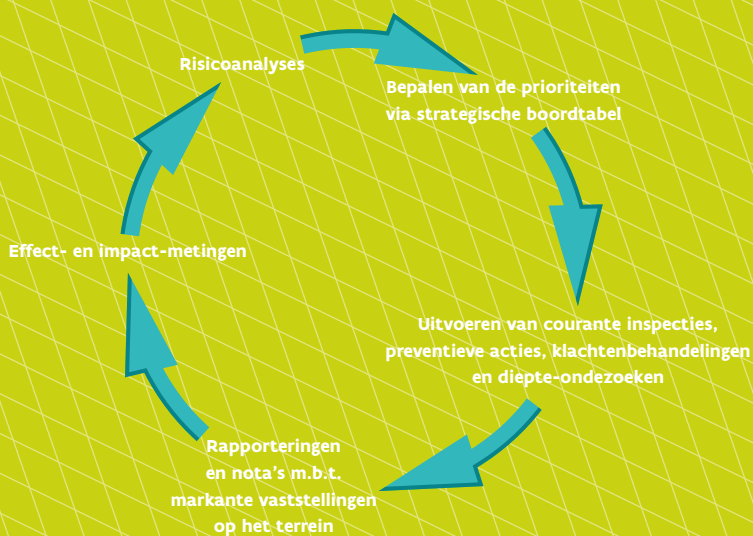 Risicoanalyses
Bepalen van de prioriteiten
via strategische boordtabel
Uitvoeren van courante inspecties,
preventieve acties, klachtenbehandelingen
en diepte-ondezoeken
Rapporteringen
en nota's m.b.t.
markante vaststellingen
op het terrein
Effect- en impact-metingen